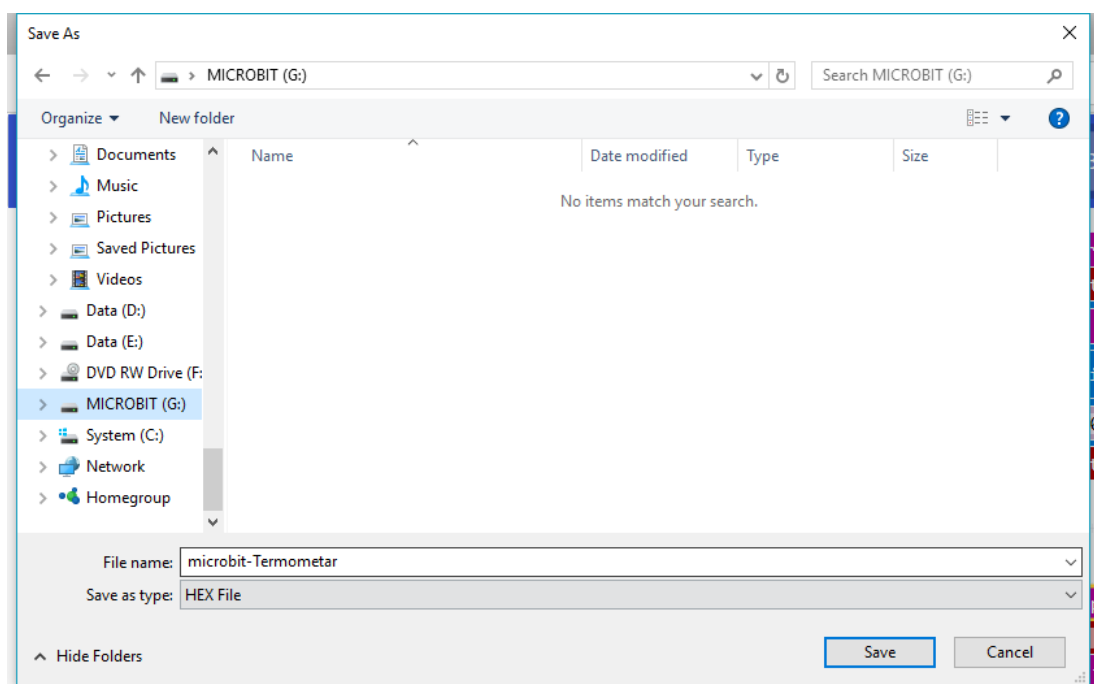 Save As
MICROBIT (G:)
Search MICROBIT (G:)
Organize
New folder
Name
Date modified
Type
Size
No items match your search.
Documents
Music
Pictures
Saved Pictures
Videos
Data (D:)
Data (E:)
DVD RW Drive (F:
MICROBIT (G:)
System (C:)
Network
Homegroup
File name: microbit-Termometar
Save as type: HEX File
Hide Folders
Save
Cancel